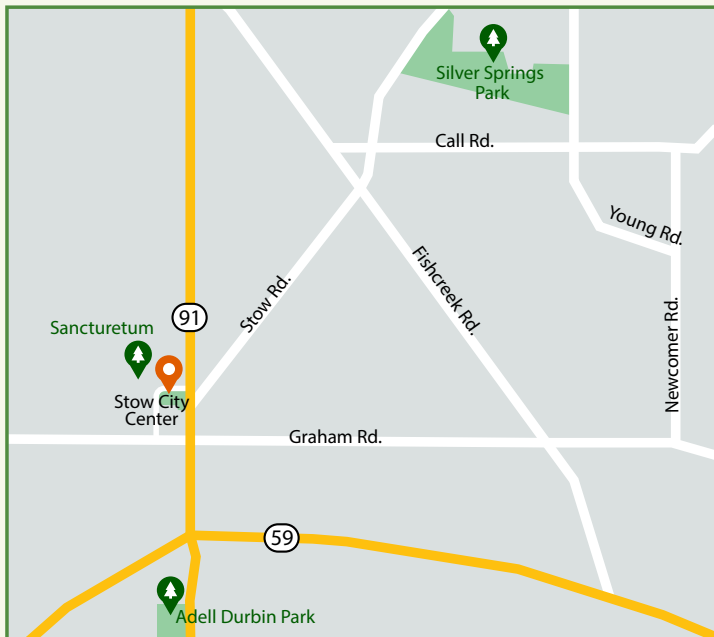 Silver Springs
Park
Call Rd.
Young Rd.
Fishcreek Rd.
Stow Rd.
Newcomer Rd.
91
Sancturetum
Stow City
Center
Graham Rd.
59
Adell Durbin Park